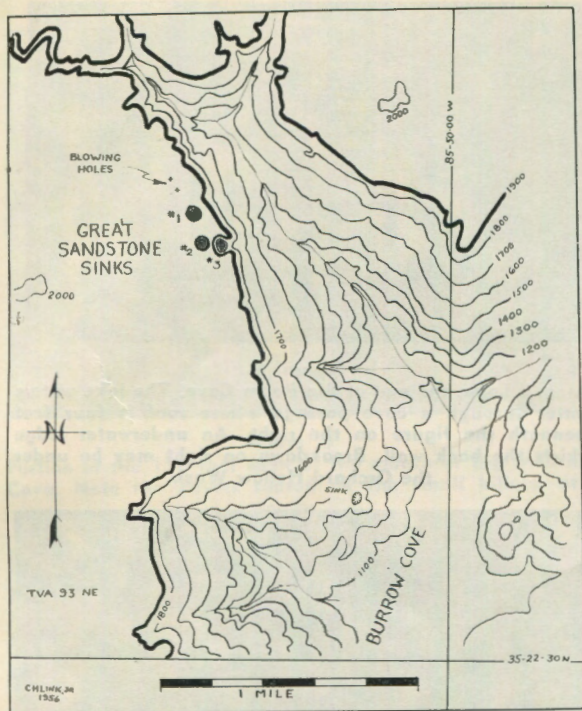 2000
85-30-00 W
BLOWING
HOLES
1900
#1
1800
GREAT
SANDSTONE
SINKS
#2
#3
1700
1600
2000
1500
1400
1300
1200
1700
N
1600
SINK
1100
BURROW COVE
TVA 93 NE
1800
35-22-30 N
1 MILE
1956